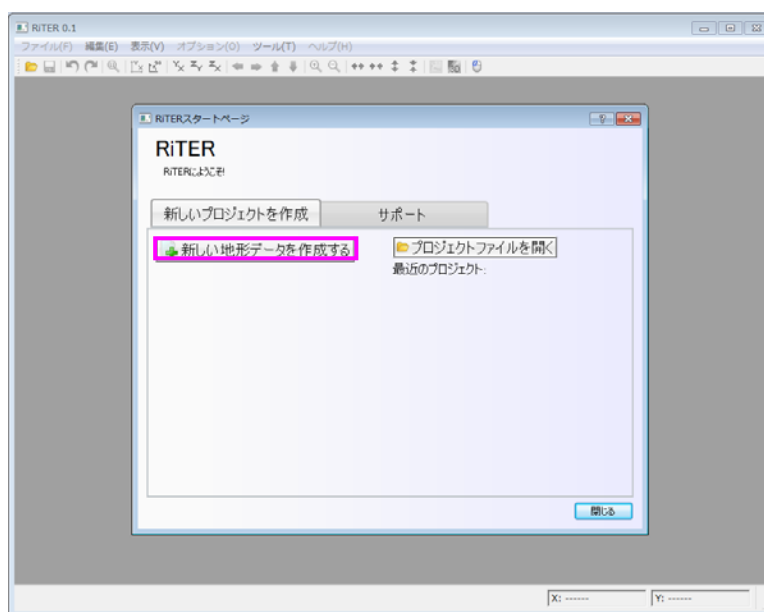 RiTER 0.1
ファイル(F) 編集(E) 表示(V) オプション(O) ツール(T) ヘルプ(H)
RiTERスタートページ
RiTER
RiTERにようこそ!
新しいプロジェクトを作成 サポート
新しい地形データを作成する プロジェクトファイルを開く
最近のプロジェクト:
閉じる
X: ------ Y: ------